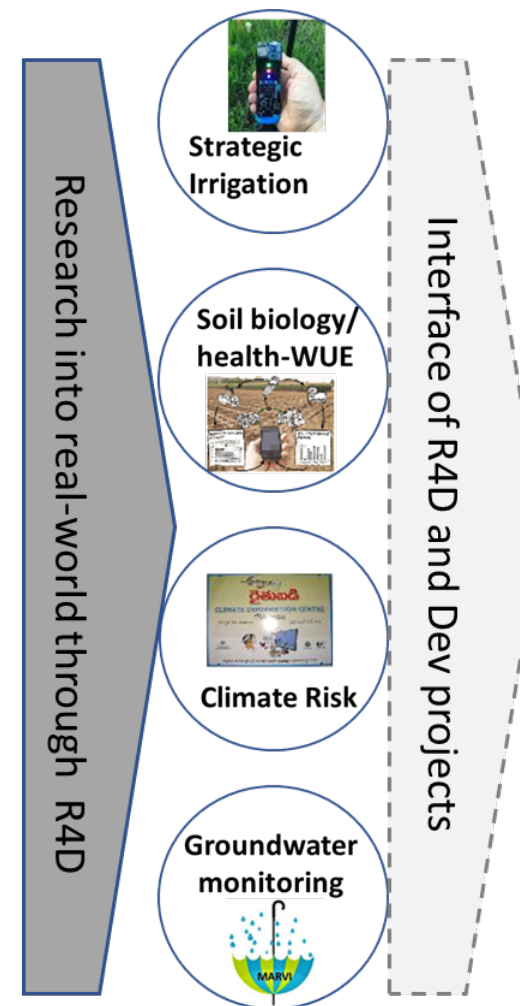 Research into real-world through R4D
Strategic
Irrigation
Soil biology/
health-WUE
రైతుబడి
CLIMATE INFORMATION CENTRE
Climate Risk
Groundwater
monitoring
MARVI
Interface of R4D and Dev projects